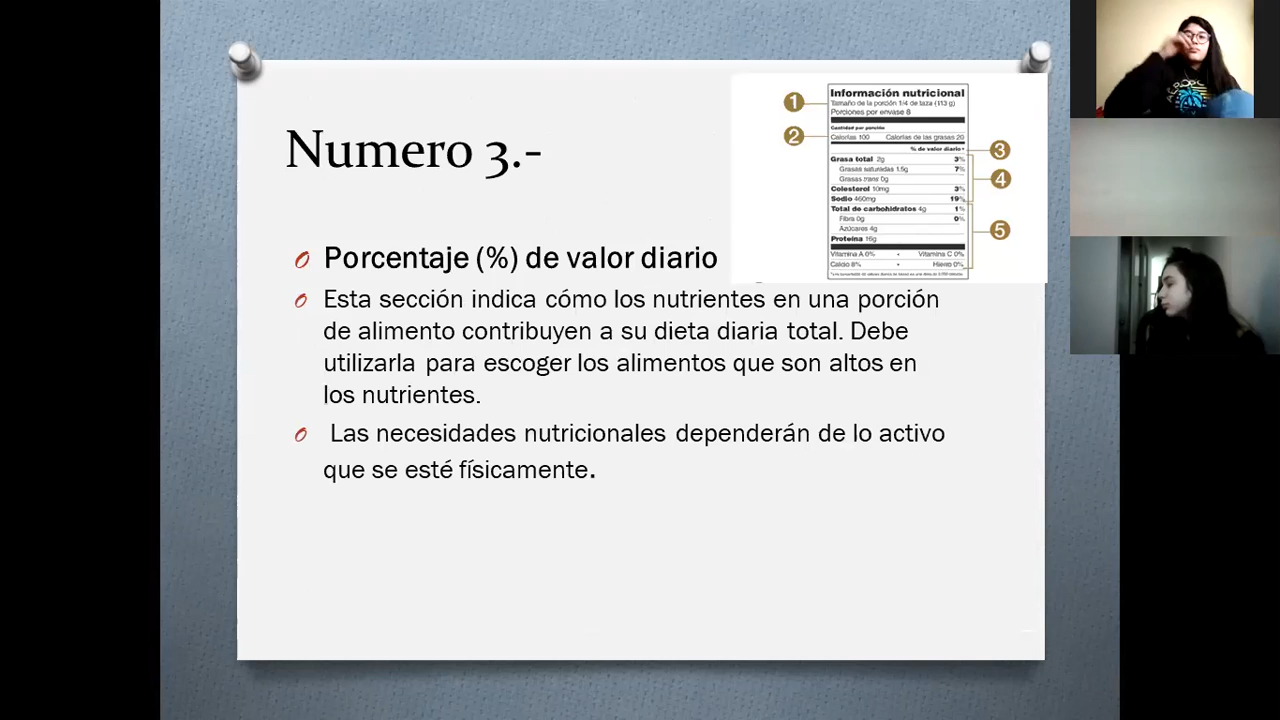 Numero 3.-
Información nutricional
Tamaño de la porción 1/4 de taza (113 g)
Porciones por envase 8
Cantidad por porción
Calorías 100 Calorías de las grasas 20
% de valor diario*
Grasa total 2g 3%
Grasas saturadas 1.5g 7%
Grasas trans 0g
Colesterol 10mg 3%
Sodio 460mg 19%
Total de carbohidratos 4g 1%
Fibra 0g 0%
Azúcares 4g
Proteína 16g
Vitamina A 0% • Vitamina C 0%
Calcio 8% • Hierro 0%
1
2
3
4
5
Porcentaje (%) de valor diario
Esta sección indica cómo los nutrientes en una porción
de alimento contribuyen a su dieta diaria total. Debe
utilizarla para escoger los alimentos que son altos en
los nutrientes.
Las necesidades nutricionales dependerán de lo activo
que se esté físicamente.